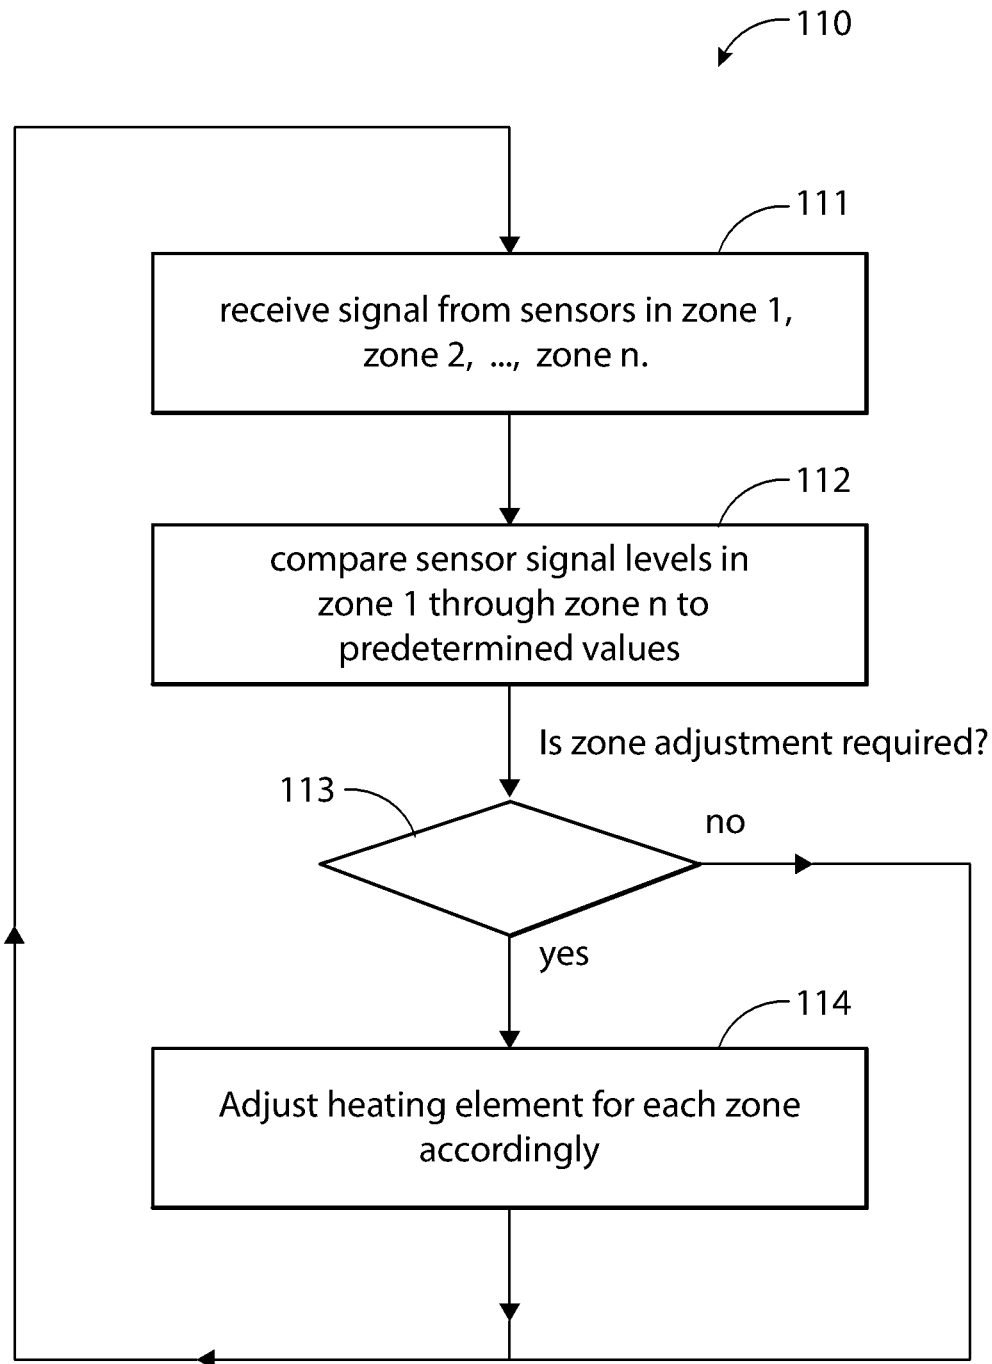 110
111
receive signal from sensors in zone 1,
zone 2, ..., zone n.
112
compare sensor signal levels in
zone 1 through zone n to
predetermined values
Is zone adjustment required?
113
no
yes
114
Adjust heating element for each zone
accordingly